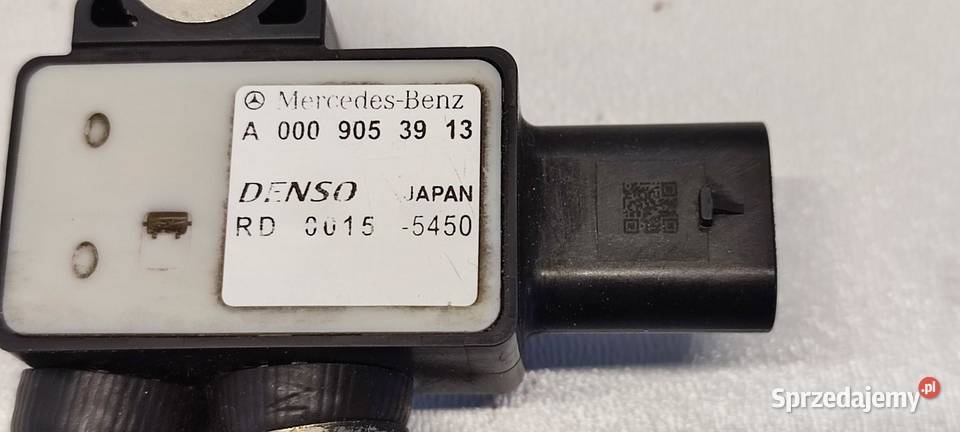 Mercedes-Benz
A 000 905 39 13
DENSO JAPAN
RD 0015 -5450
Sprzedajemy.pl